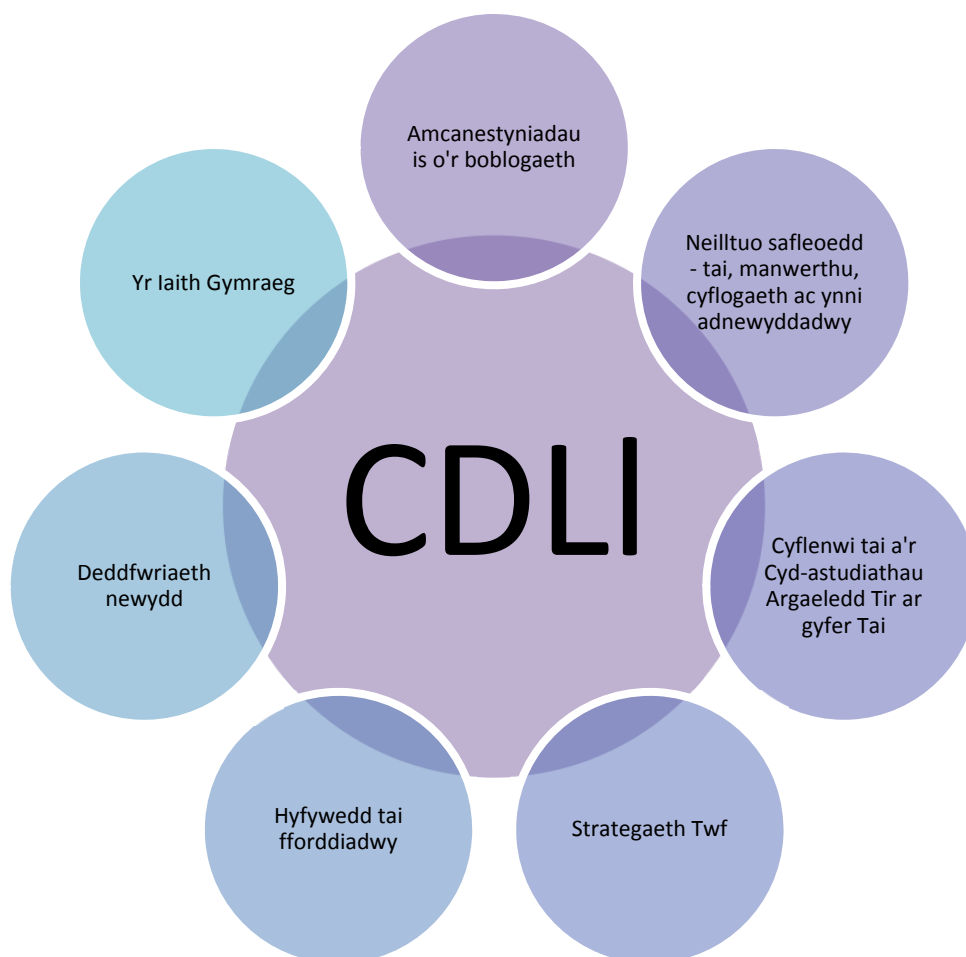 Amcanestyniadau
is o'r boblogaeth
Neilltuo safleoedd
- tai, manwerthu,
cyflogaeth ac ynni
adnewyddadwy
Cyflenwi tai a'r
Cyd-astudiathau
Argaeledd Tir ar
gyfer Tai
Strategaeth Twf
Hyfywedd tai
fforddiadwy
Deddfwriaeth
newydd
Yr Iaith Gymraeg
CDLl